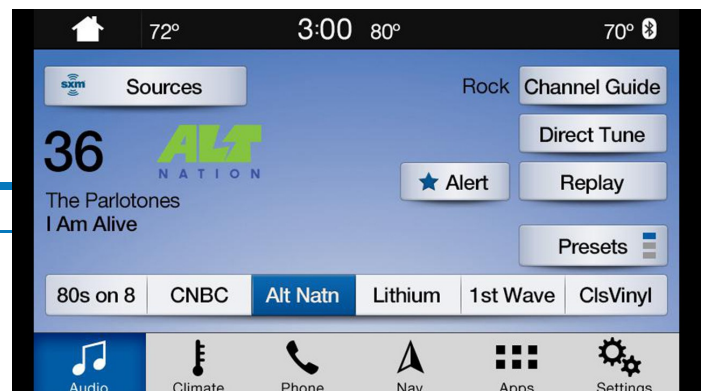 72° 3:00 80° 70°
sxm Sources Rock Channel Guide
36 ALT NATION Direct Tune
Alert Replay
The Parlotones
I Am Alive
Presets
80s on 8 CNBC Alt Natn Lithium 1st Wave ClsVinyl
Audio Climate Phone Nav Apps Settings